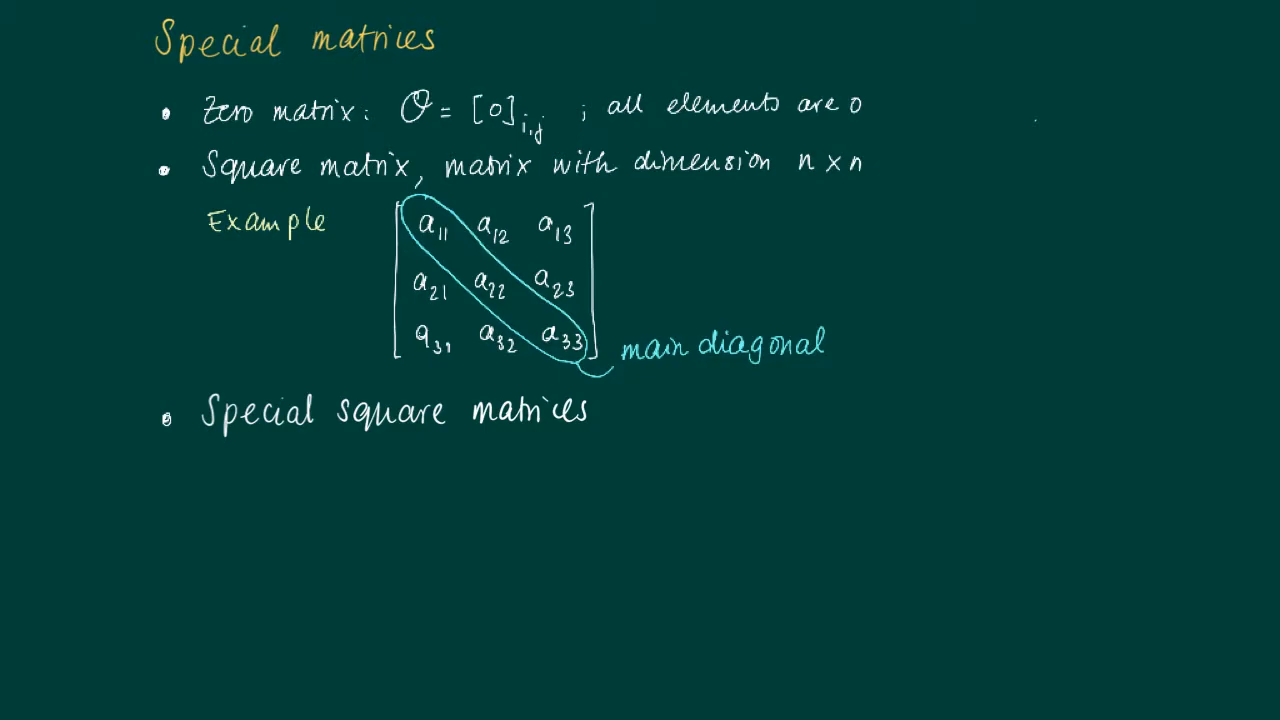 Special matrices
• Zero matrix: O = [0]i,j ; all elements are 0
• Square matrix, matrix with dimension n x n
Example
a11 a12 a13
a21 a22 a23
a31 a32 a33
main diagonal
• Special square matrices